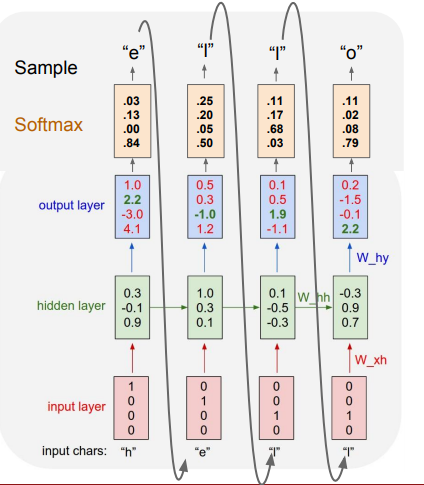 Sample “e” “l” “l” “o”
Softmax
.03 .25 .11 .11
.13 .20 .17 .02
.00 .05 .68 .08
.84 .50 .03 .79
output layer
1.0 0.5 0.1 0.2
2.2 0.3 0.5 -1.5
-3.0 -1.0 1.9 -0.1
4.1 1.2 -1.1 2.2
W_hy
hidden layer
0.3 1.0 0.1 -0.3
-0.1 0.3 -0.5 0.9
0.9 0.1 -0.3 0.7
W_hh
W_xh
input layer
1 0 0 0
0 1 0 0
0 0 1 1
0 0 0 0
input chars: “h” “e” “l” “l”